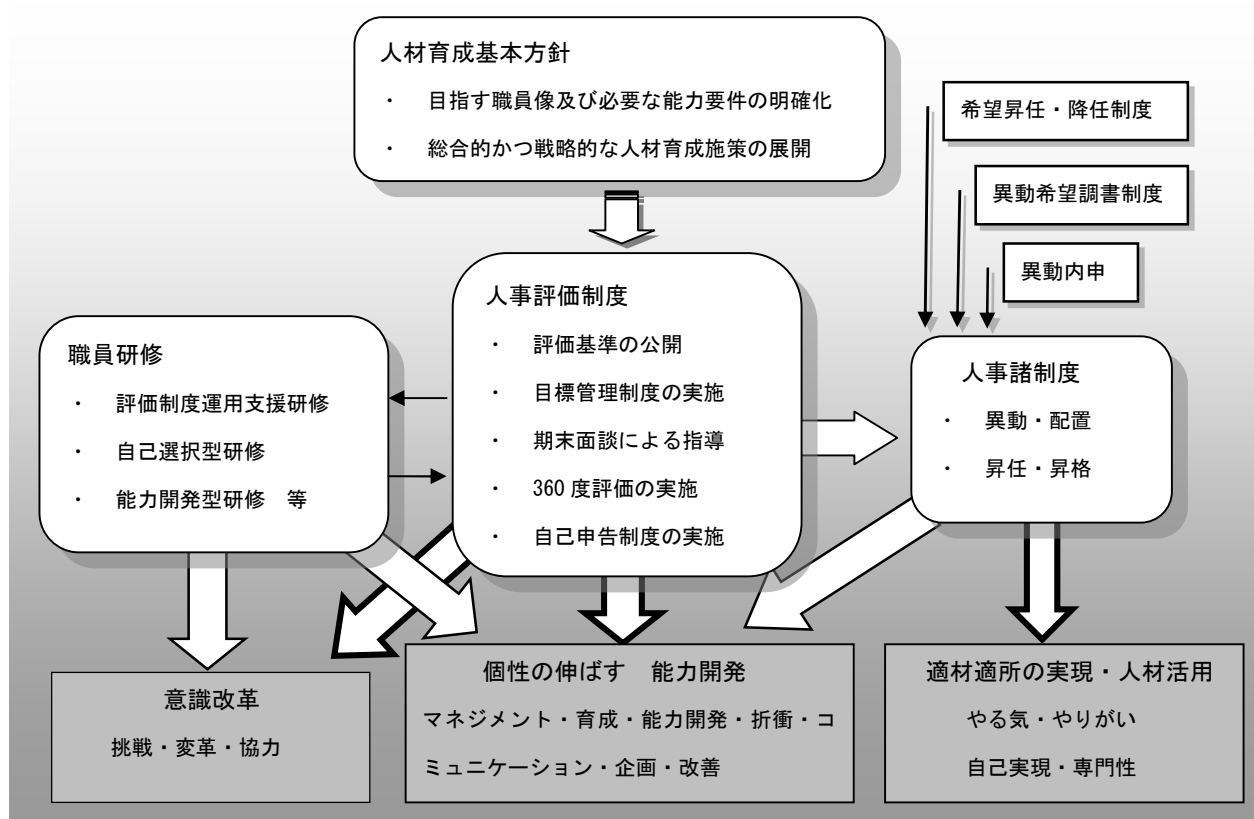 人材育成基本方針
・ 目指す職員像及び必要な能力要件の明確化
・ 総合的かつ戦略的な人材育成施策の展開
希望昇任・降任制度
異動希望調書制度
異動内申
職員研修
・ 評価制度運用支援研修
・ 自己選択型研修
・ 能力開発型研修 等
人事評価制度
・ 評価基準の公開
・ 目標管理制度の実施
・ 期末面談による指導
・ 360 度評価の実施
・ 自己申告制度の実施
人事諸制度
・ 異動・配置
・ 昇任・昇格
意識改革
挑戦・変革・協力
個性の伸ばす 能力開発
マネジメント・育成・能力開発・折衝・コ
ミュニケーション・企画・改善
適材適所の実現・人材活用
やる気・やりがい
自己実現・専門性